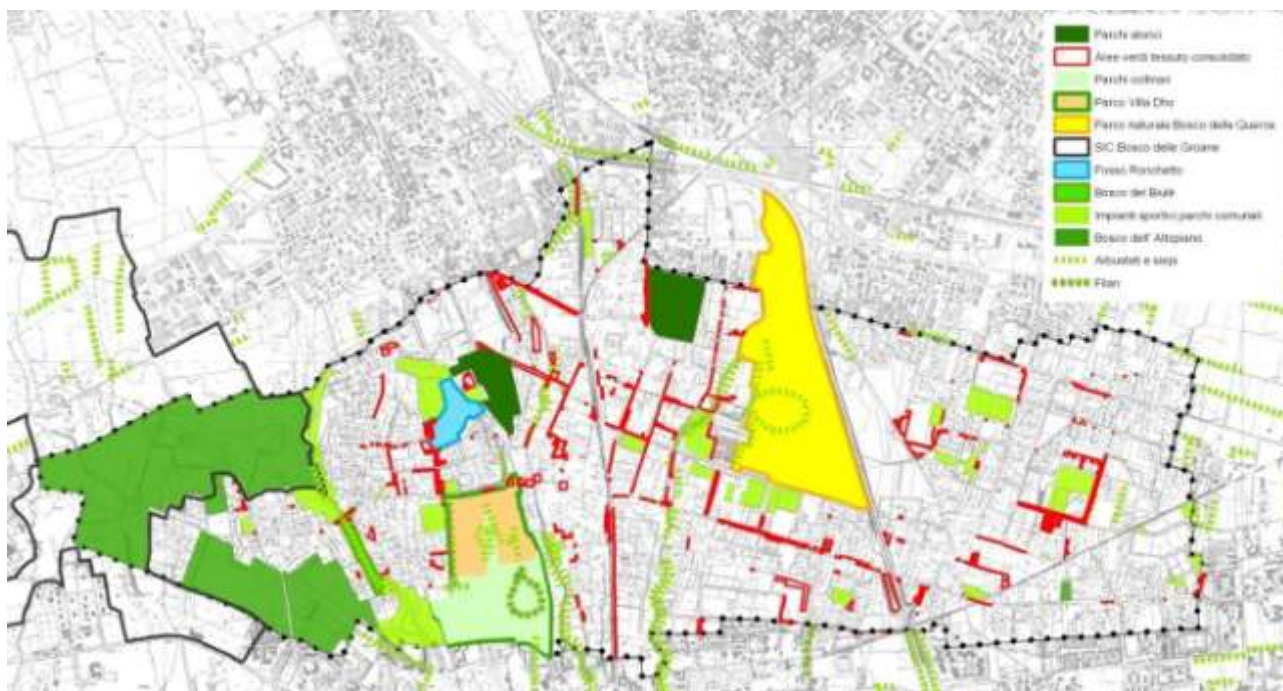 Parchi storici
Aree verdi tessuto consolidato
Parchi collinari
Parco Villa Dho
Parco naturale Bosco delle Querce
SIC Bosco delle Groane
Fosso Ronchetto
Bosco del Biulè
Impianti sportivi parchi comunali
Bosco dell' Altopiano
Arbusteti e siepi
Filari